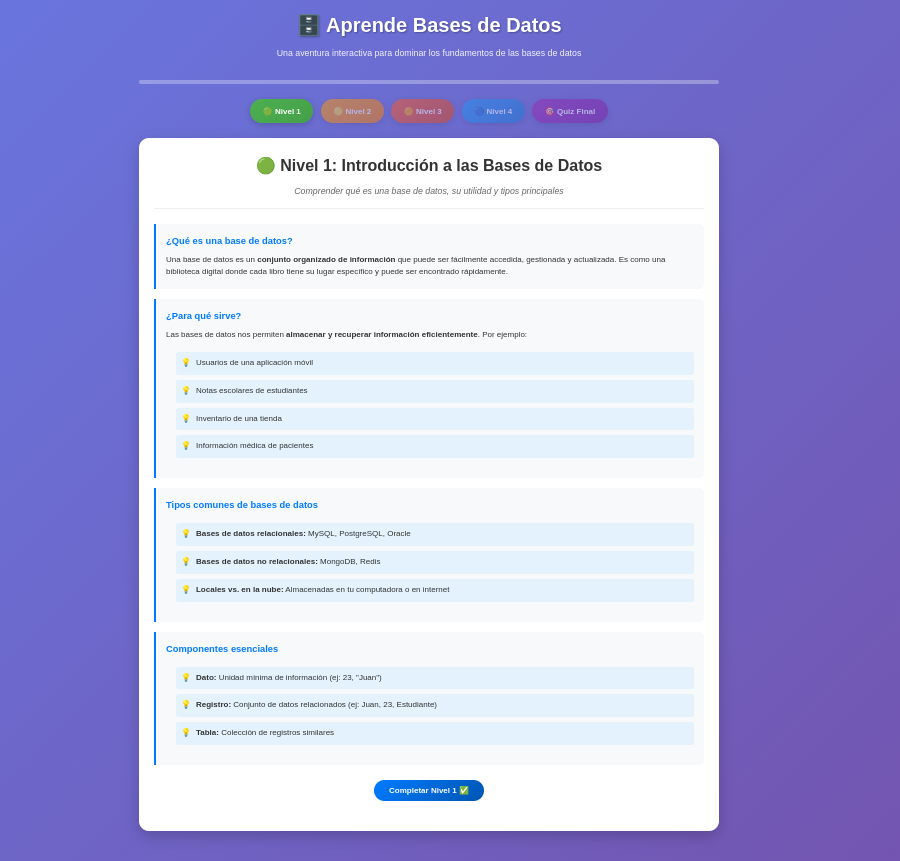 🗄️ Aprende Bases de Datos
Una aventura interactiva para dominar los fundamentos de las bases de datos
🟢 Nivel 1
🟡 Nivel 2
🔴 Nivel 3
🔵 Nivel 4
🎯 Quiz Final
🟢 Nivel 1: Introducción a las Bases de Datos
Comprender qué es una base de datos, su utilidad y tipos principales
¿Qué es una base de datos?
Una base de datos es un conjunto organizado de información que puede ser fácilmente accedida, gestionada y actualizada. Es como una
biblioteca digital donde cada libro tiene su lugar específico y puede ser encontrado rápidamente.
¿Para qué sirve?
Las bases de datos nos permiten almacenar y recuperar información eficientemente. Por ejemplo:
💡 Usuarios de una aplicación móvil
💡 Notas escolares de estudiantes
💡 Inventario de una tienda
💡 Información médica de pacientes
Tipos comunes de bases de datos
💡 Bases de datos relacionales: MySQL, PostgreSQL, Oracle
💡 Bases de datos no relacionales: MongoDB, Redis
💡 Locales vs. en la nube: Almacenadas en tu computadora o en internet
Componentes esenciales
💡 Dato: Unidad mínima de información (ej: 23, "Juan")
💡 Registro: Conjunto de datos relacionados (ej: Juan, 23, Estudiante)
💡 Tabla: Colección de registros similares
Completar Nivel 1 ✅